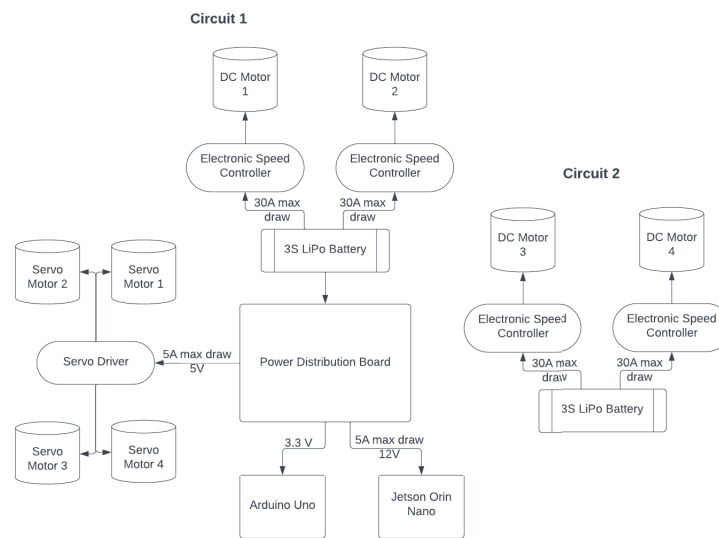 Circuit 1
DC Motor
1
DC Motor
2
Electronic Speed
Controller
Electronic Speed
Controller
30A max
draw
30A max
draw
3S LiPo Battery
Servo
Motor 2
Servo
Motor 1
Servo Driver
5A max draw
5V
Power Distribution Board
Servo
Motor 3
Servo
Motor 4
3.3 V
5A max draw
12V
Arduino Uno
Jetson Orin
Nano
Circuit 2
DC Motor
3
DC Motor
4
Electronic Speed
Controller
Electronic Speed
Controller
30A max
draw
30A max
draw
3S LiPo Battery